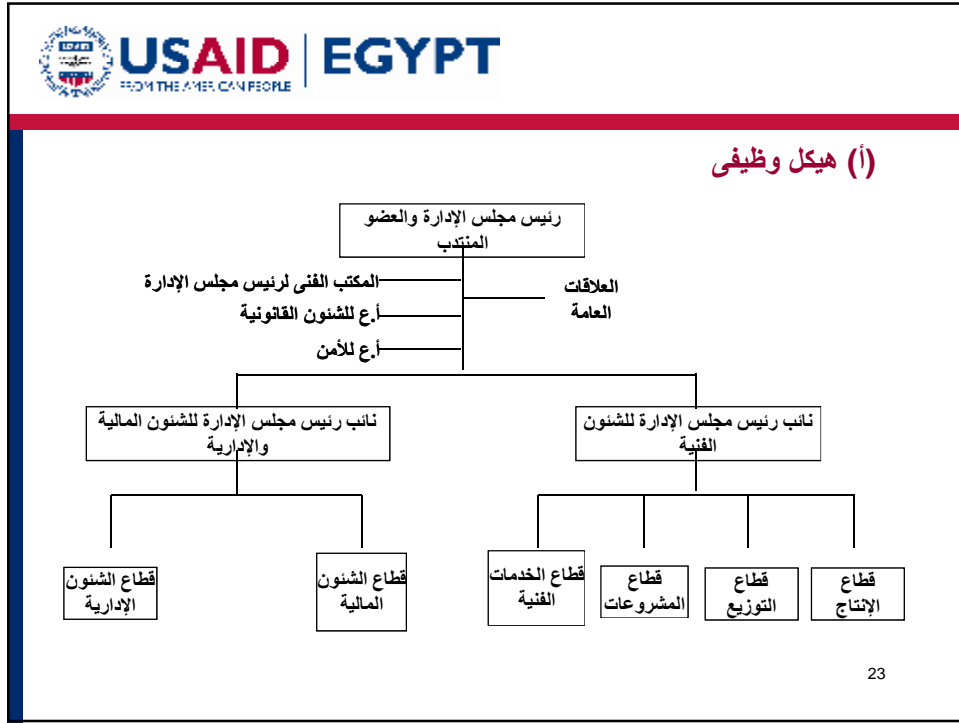 USAID | EGYPT
FROM THE AMERICAN PEOPLE
(أ) هيكل وظيفى
رئيس مجلس الإدارة والعضو
المنتدب
العلاقات
العامة
المكتب الفنى لرئيس مجلس الإدارة
أ.ع للشئون القانونية
أ.ع للأمن
نائب رئيس مجلس الإدارة للشئون
الفنية
نائب رئيس مجلس الإدارة للشئون المالية
والإدارية
قطاع
الإنتاج
قطاع
التوزيع
قطاع
المشروعات
قطاع الخدمات
الفنية
قطاع الشئون
المالية
قطاع الشئون
الإدارية
23